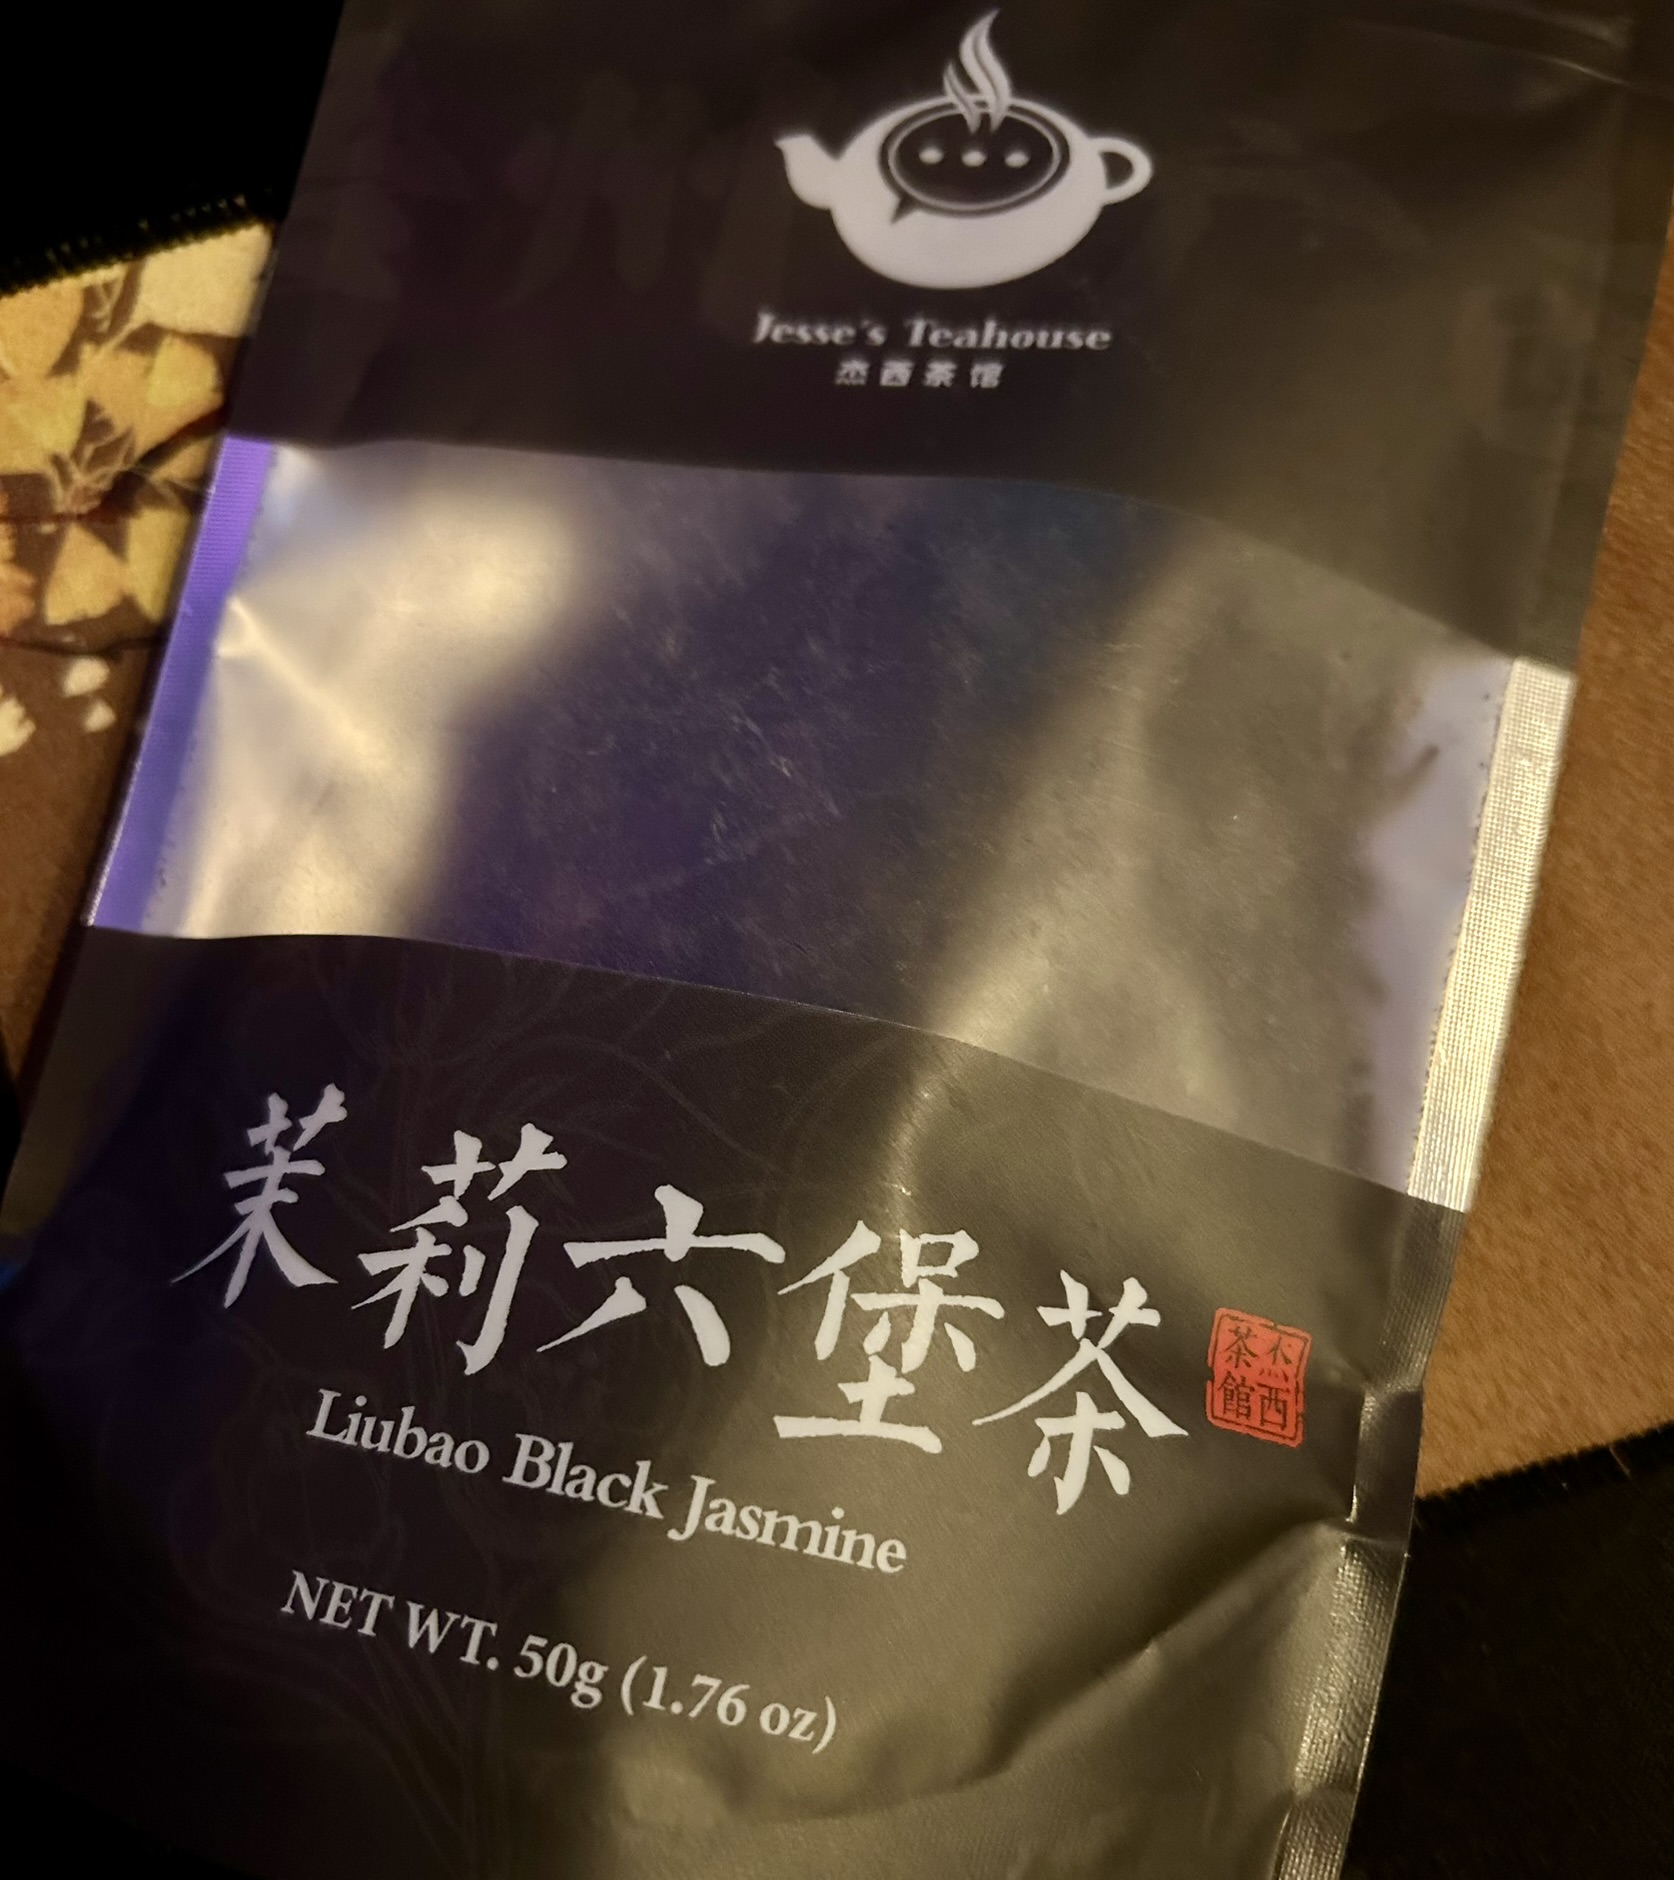 Jesse's Teahouse
杰西茶馆
茉莉六堡茶
杰西
茶館
Liubao Black Jasmine
NET WT. 50g (1.76 oz)